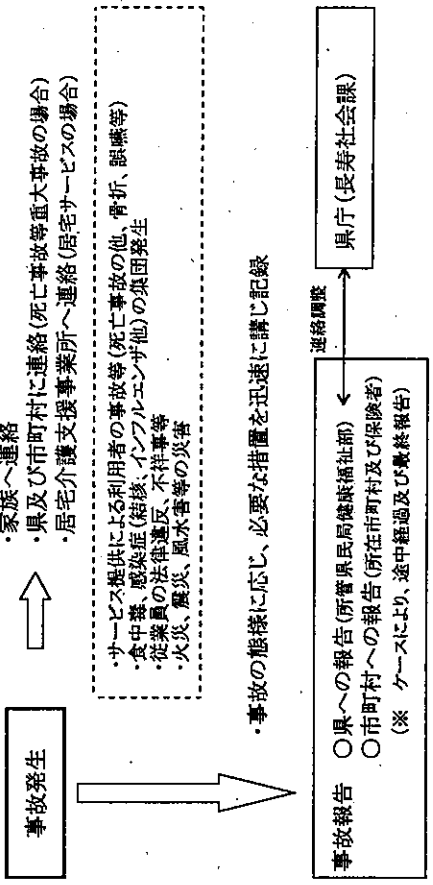 事故発生
・家族へ連絡
・県及び市町村に連絡(死亡事故等重大事故の場合)
・居宅介護支援事業所へ連絡(居宅サービスの場合)
・サービス提供による利用者の事故等(死亡事故の他、骨折、誤嚥等)
・食中毒、感染症(結核、インフルエンザ他)の集団発生
・従業員の法律違反、不祥事等
・火災、震災、風水害等の災害
・事故の態様に応じ、必要な措置を迅速に講じ記録
事故報告 ○県への報告(所管県民局健康福祉部)
○市町村への報告(所在市町村及び保険者)
(※ ケースにより、途中経過及び最終報告)
連絡調整
県庁(長寿社会課)